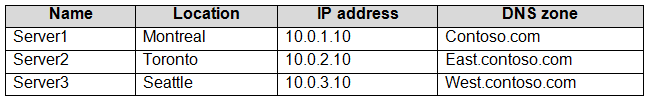 Name Location IP address DNS zone
Server1 Montreal 10.0.1.10 Contoso.com
Server2 Toronto 10.0.2.10 East.contoso.com
Server3 Seattle 10.0.3.10 West.contoso.com